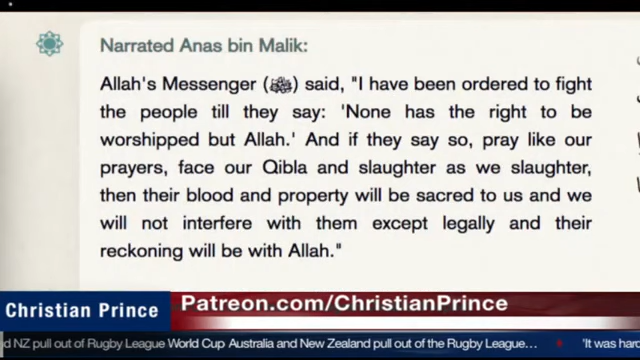 Narrated Anas bin Malik:
Allah's Messenger (ﷺ) said, "I have been ordered to fight
the people till they say: 'None has the right to be
worshipped but Allah.' And if they say so, pray like our
prayers, face our Qibla and slaughter as we slaughter,
then their blood and property will be sacred to us and we
will not interfere with them except legally and their
reckoning will be with Allah."
Christian Prince
Patreon.com/ChristianPrince
NZ pull out of Rugby League World Cup Australia and New Zealand pull out of the Rugby League... 'It was hard